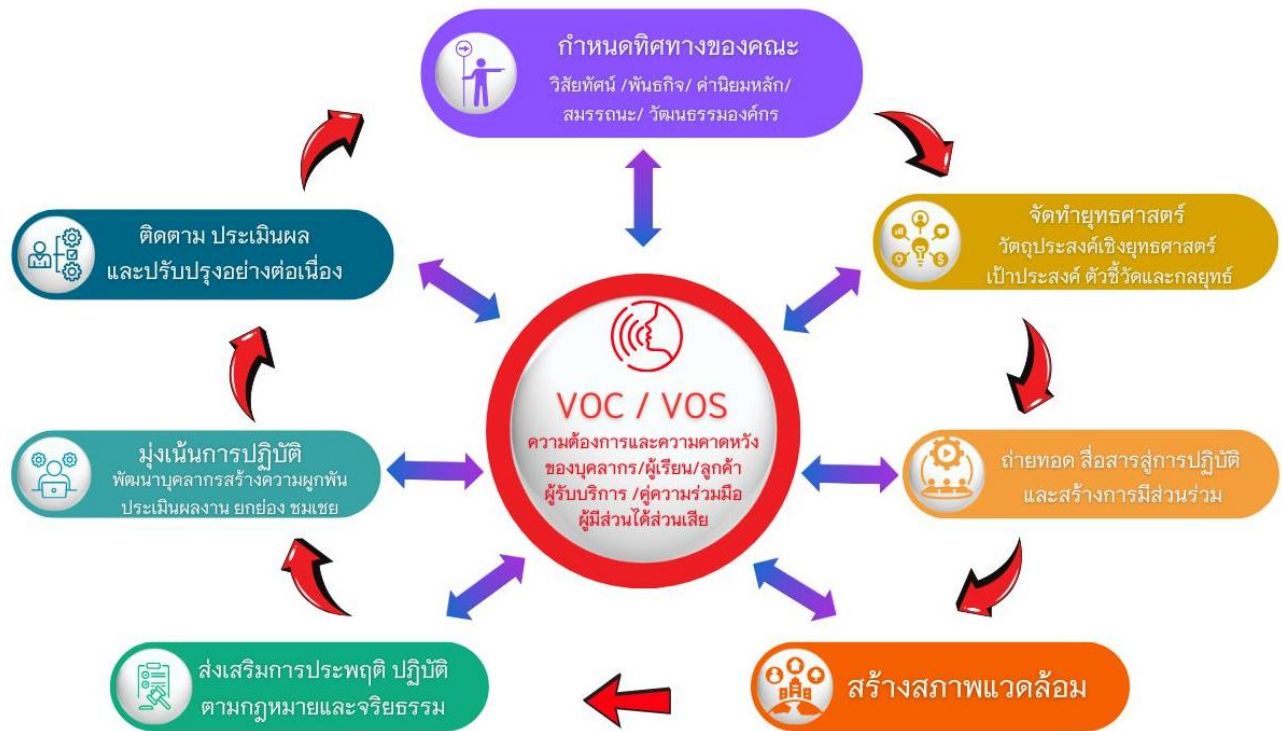 กำหนดทิศทางของคณะ
วิสัยทัศน์ /พันธกิจ/ ค่านิยมหลัก/
สมรรถนะ/ วัฒนธรรมองค์กร
จัดทำยุทธศาสตร์
วัตถุประสงค์เชิงยุทธศาสตร์
เป้าประสงค์ ตัวชี้วัดและกลยุทธ์
ถ่ายทอด สื่อสารสู่การปฏิบัติ
และสร้างการมีส่วนร่วม
สร้างสภาพแวดล้อม
ส่งเสริมการประพฤติ ปฏิบัติ
ตามกฎหมายและจริยธรรม
มุ่งเน้นการปฏิบัติ
พัฒนาบุคลากรสร้างความผูกพัน
ประเมินผลงาน ยกย่อง ชมเชย
ติดตาม ประเมินผล
และปรับปรุงอย่างต่อเนื่อง
VOC / VOS
ความต้องการและความคาดหวัง
ของบุคลากร/ผู้เรียน/ลูกค้า
ผู้รับบริการ /คู่ความร่วมมือ
ผู้มีส่วนได้ส่วนเสีย